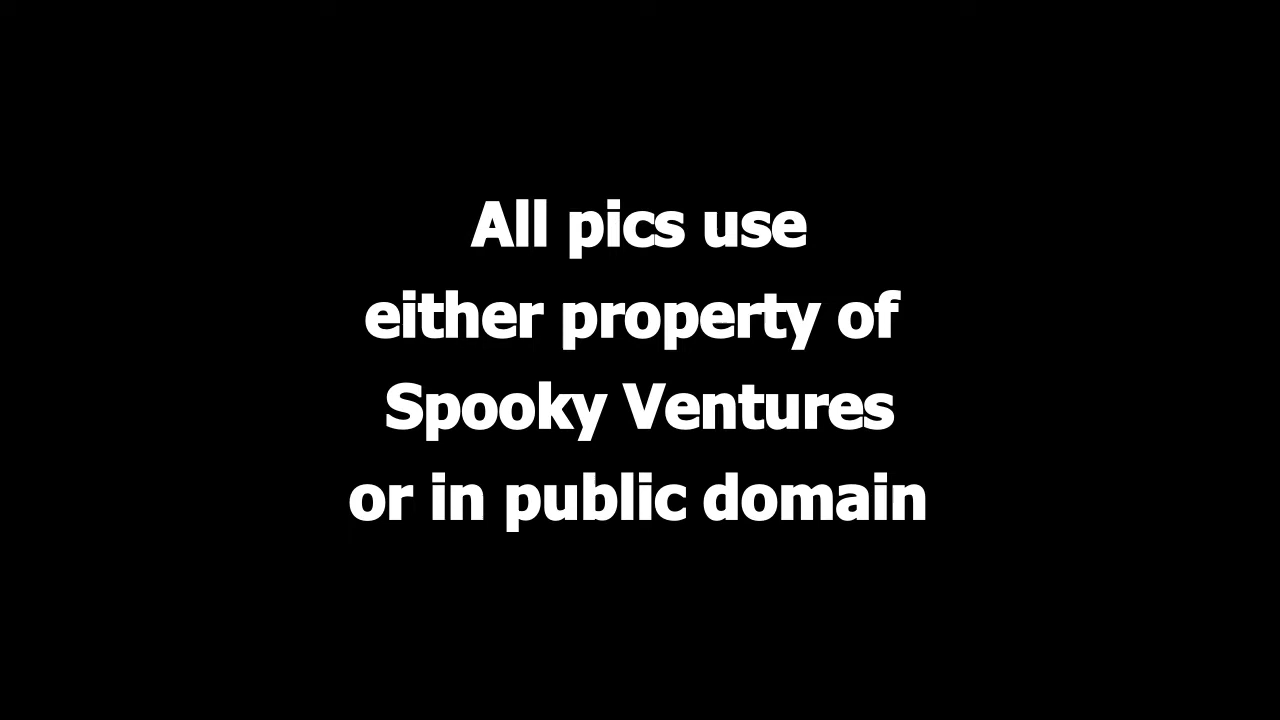 All pics use
either property of
Spooky Ventures
or in public domain